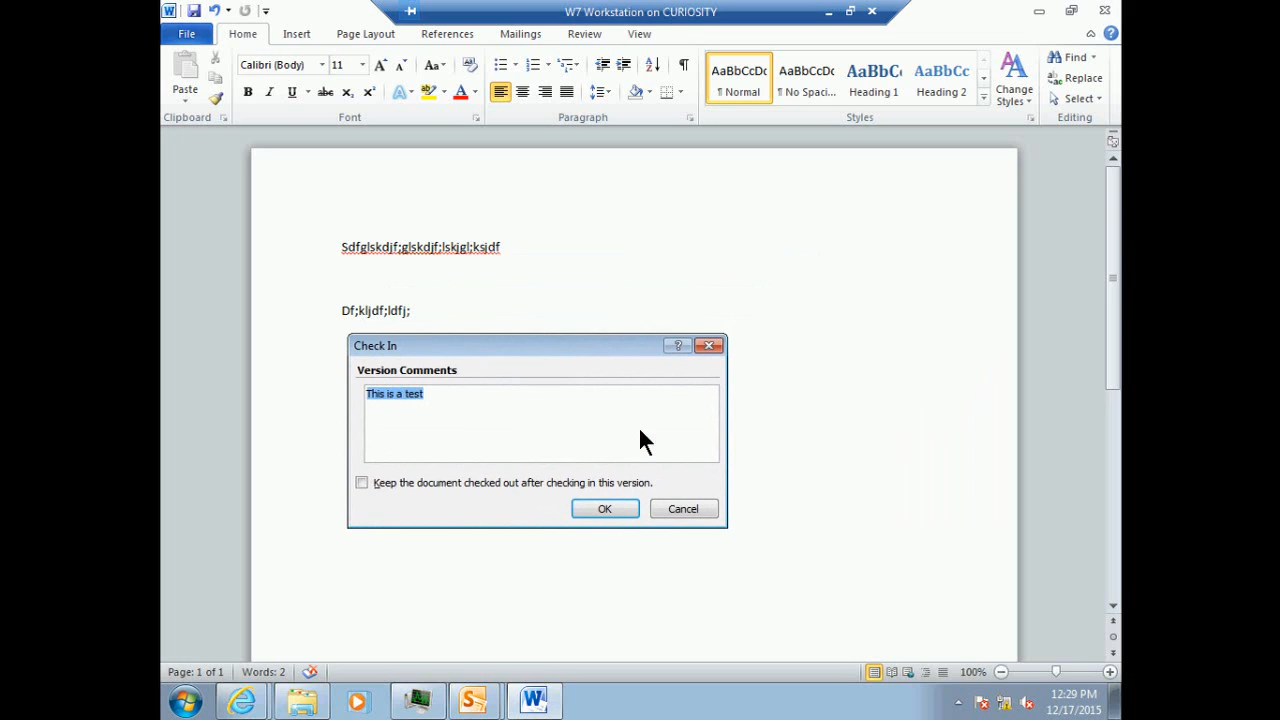 W7 Workstation on CURIOSITY
File Home Insert Page Layout References Mailings Review View
Paste
Calibri (Body) 11
AaBbCcDc AaBbCcDc AaBbC AaBbCc
¶ Normal ¶ No Spaci... Heading 1 Heading 2
Change Styles
Find
Replace
Select
Clipboard Font Paragraph Styles Editing
Sdfglskdjf;glskdjf;lskjgl;ksjdf
Df;kljdf;ldfj;
Check In
Version Comments
This is a test
Keep the document checked out after checking in this version.
OK Cancel
Page: 1 of 1 Words: 2 100%
12:29 PM
12/17/2015